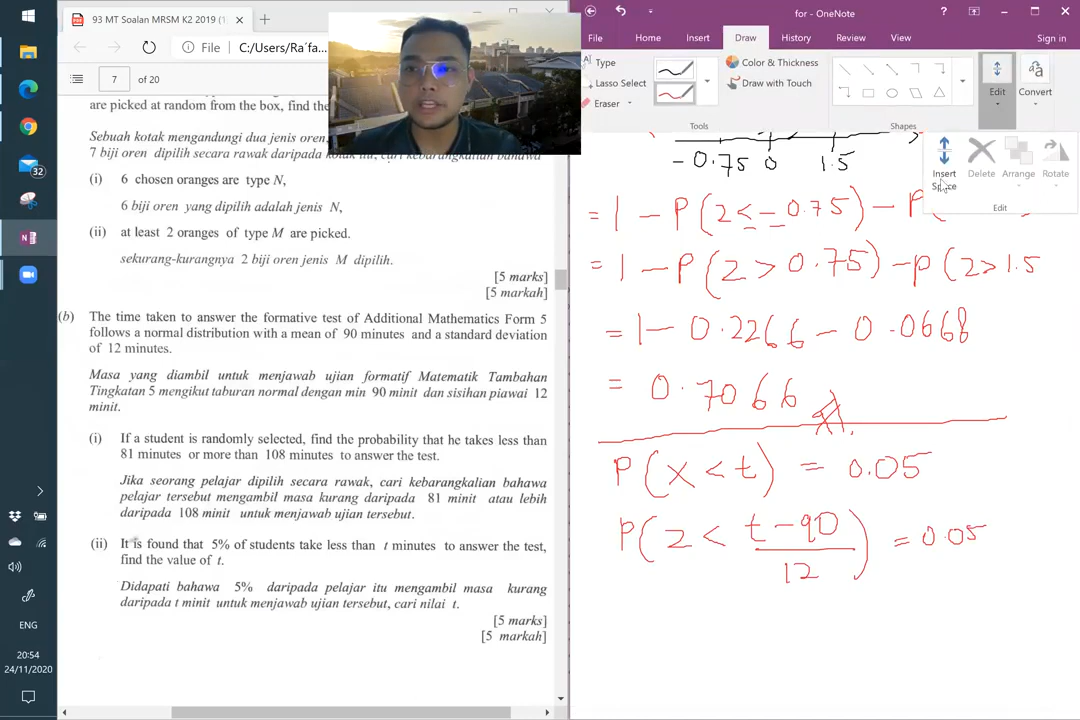 93 MT Soalan MRSM K2 2019 (
File C:/Users/Ra´fa...
7 of 20
are picked at random from the box, find the
Sebuah kotak mengandungi dua jenis oren.
7 biji oren dipilih secara rawak daripada kotak itu, cari kebarangkalian bahawa
(i) 6 chosen oranges are type N,
6 biji oren yang dipilih adalah jenis N,
(ii) at least 2 oranges of type M are picked.
sekurang-kurangnya 2 biji oren jenis M dipilih.
[5 marks]
[5 markah]
(b) The time taken to answer the formative test of Additional Mathematics Form 5
follows a normal distribution with a mean of 90 minutes and a standard deviation
of 12 minutes.
Masa yang diambil untuk menjawab ujian formatif Matematik Tambahan
Tingkatan 5 mengikut taburan normal dengan min 90 minit dan sisihan piawai 12
minit.
(i) If a student is randomly selected, find the probability that he takes less than
81 minutes or more than 108 minutes to answer the test.
Jika seorang pelajar dipilih secara rawak, cari kebarangkalian bahawa
pelajar tersebut mengambil masa kurang daripada 81 minit atau lebih
daripada 108 minit untuk menjawab ujian tersebut.
(ii) It is found that 5% of students take less than t minutes to answer the test,
find the value of t.
Didapati bahawa 5% daripada pelajar itu mengambil masa kurang
daripada t minit untuk menjawab ujian tersebut, cari nilai t.
[5 marks]
[5 markah]
32
ENG
20:54
24/11/2020
for - OneNote
File Home Insert Draw History Review View Sign in
Type
Lasso Select
Eraser
Color & Thickness
Draw with Touch
Edit
Convert
Tools
Shapes
Insert Space
Delete
Arrange
Rotate
Edit
-0.75 0 1.5
= 1 - P(z ≤ -0.75) - P
= 1 - P(z > 0.75) - P(z > 1.5
= 1 - 0.2266 - 0.0668
= 0.7066
P(x < t) = 0.05
P(z < t-90/12) = 0.05